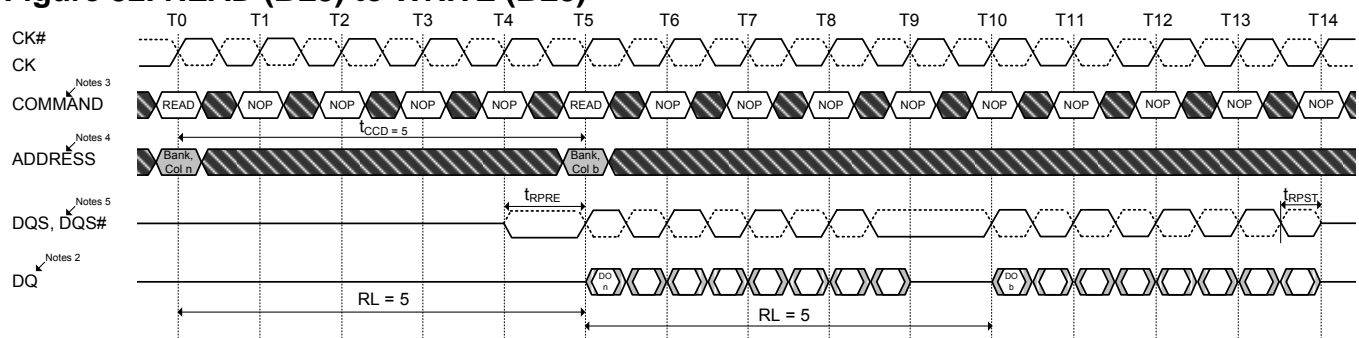 Figure READ (BL8) to WRITE (BL8)
T0 T1 T2 T3 T4 T5 T6 T7 T8 T9 T10 T11 T12 T13 T14
CK#
CK
Notes 3
COMMAND READ NOP NOP NOP NOP READ NOP NOP NOP NOP NOP NOP NOP NOP NOP
tCCD = 5
Notes 4
ADDRESS Bank, Col n Bank, Col b
tRPRE tRPST
Notes 5
DQS, DQS#
Notes 2
DQ DO n DO b
RL = 5
RL = 5